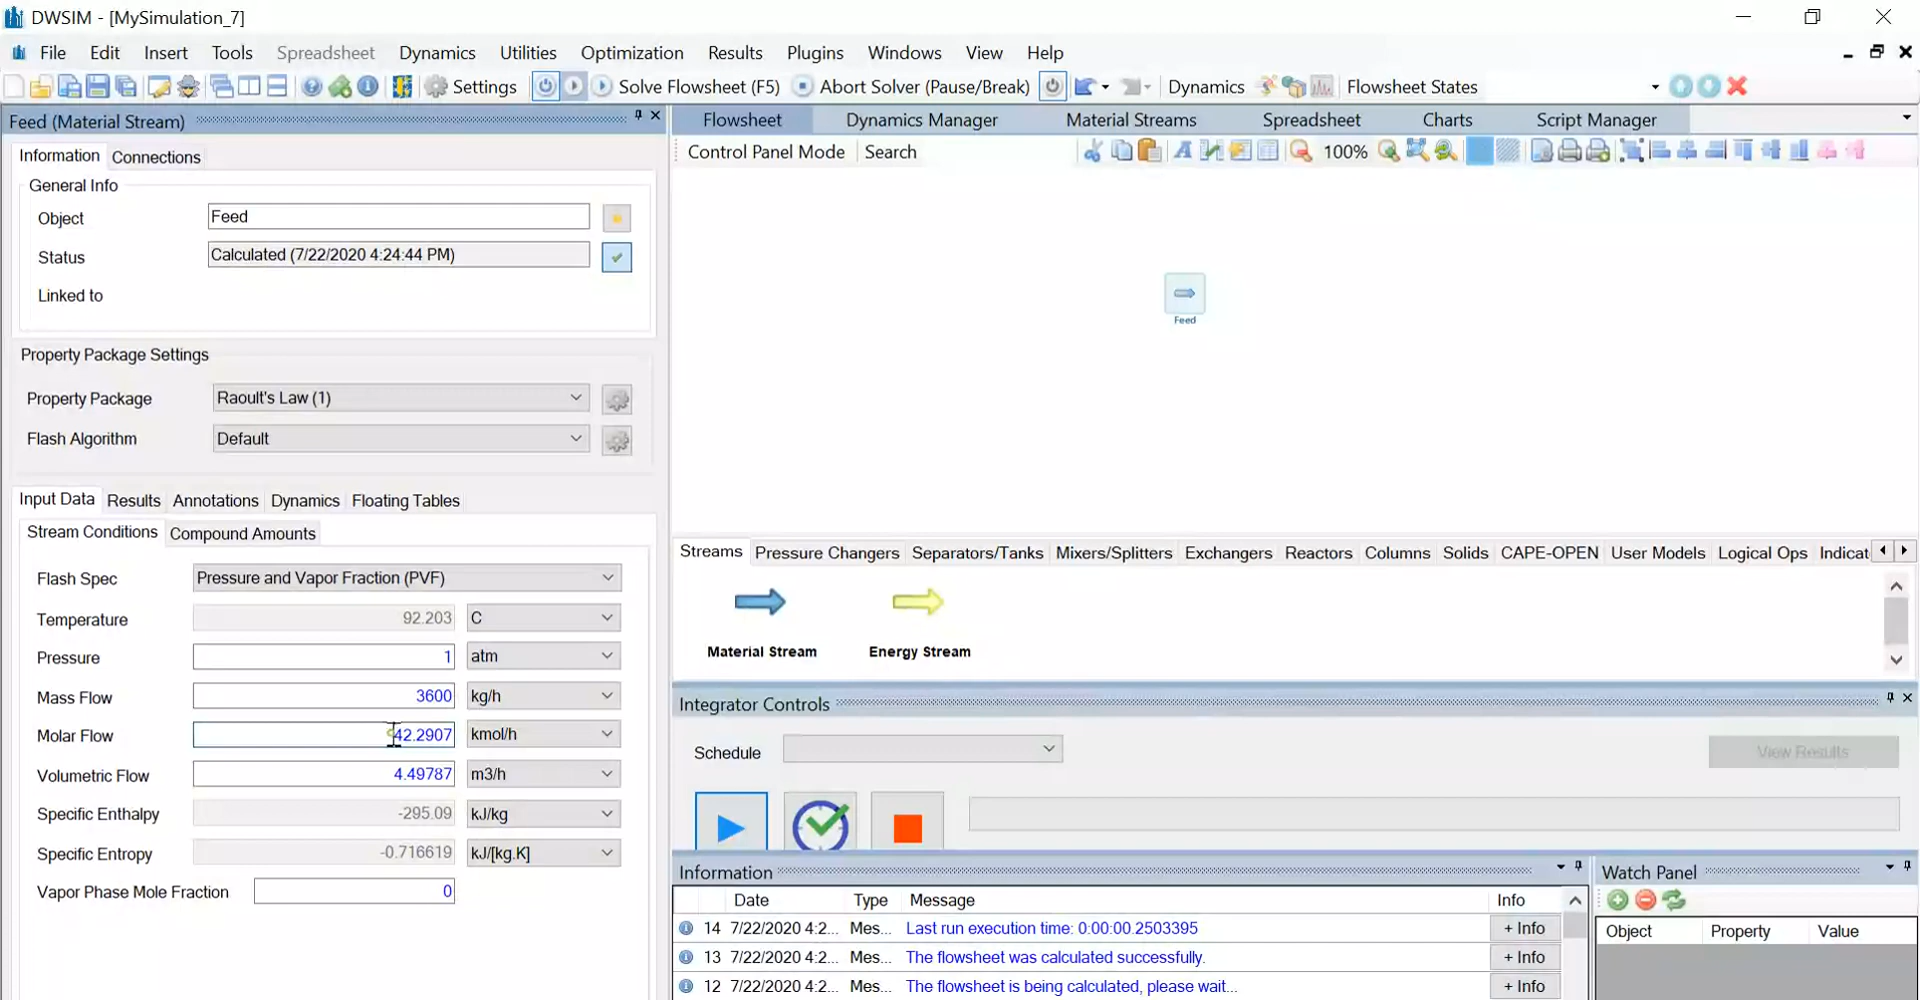 DWSIM - [MySimulation_7]
File Edit Insert Tools Spreadsheet Dynamics Utilities Optimization Results Plugins Windows View Help
Settings Solve Flowsheet (F5) Abort Solver (Pause/Break) Dynamics Flowsheet States
Feed (Material Stream)
Information Connections
General Info
Object Feed
Status Calculated (7/22/2020 4:24:44 PM)
Linked to
Property Package Settings
Property Package Raoult's Law (1)
Flash Algorithm Default
Input Data Results Annotations Dynamics Floating Tables
Stream Conditions Compound Amounts
Flash Spec Pressure and Vapor Fraction (PVF)
Temperature 92.203 C
Pressure 1 atm
Mass Flow 3600 kg/h
Molar Flow 42.2907 kmol/h
Volumetric Flow 4.49787 m3/h
Specific Enthalpy -295.09 kJ/kg
Specific Entropy -0.716619 kJ/[kg.K]
Vapor Phase Mole Fraction 0
Flowsheet Dynamics Manager Material Streams Spreadsheet Charts Script Manager
Control Panel Mode Search 100%
Feed
Streams Pressure Changers Separators/Tanks Mixers/Splitters Exchangers Reactors Columns Solids CAPE-OPEN User Models Logical Ops Indicat
Material Stream Energy Stream
Integrator Controls
Schedule View Results
Information
Date Type Message Info
14 7/22/2020 4:2... Mes... Last run execution time: 0:00:00.2503395 + Info
13 7/22/2020 4:2... Mes... The flowsheet was calculated successfully. + Info
12 7/22/2020 4:2... Mes... The flowsheet is being calculated, please wait... + Info
Watch Panel
Object Property Value